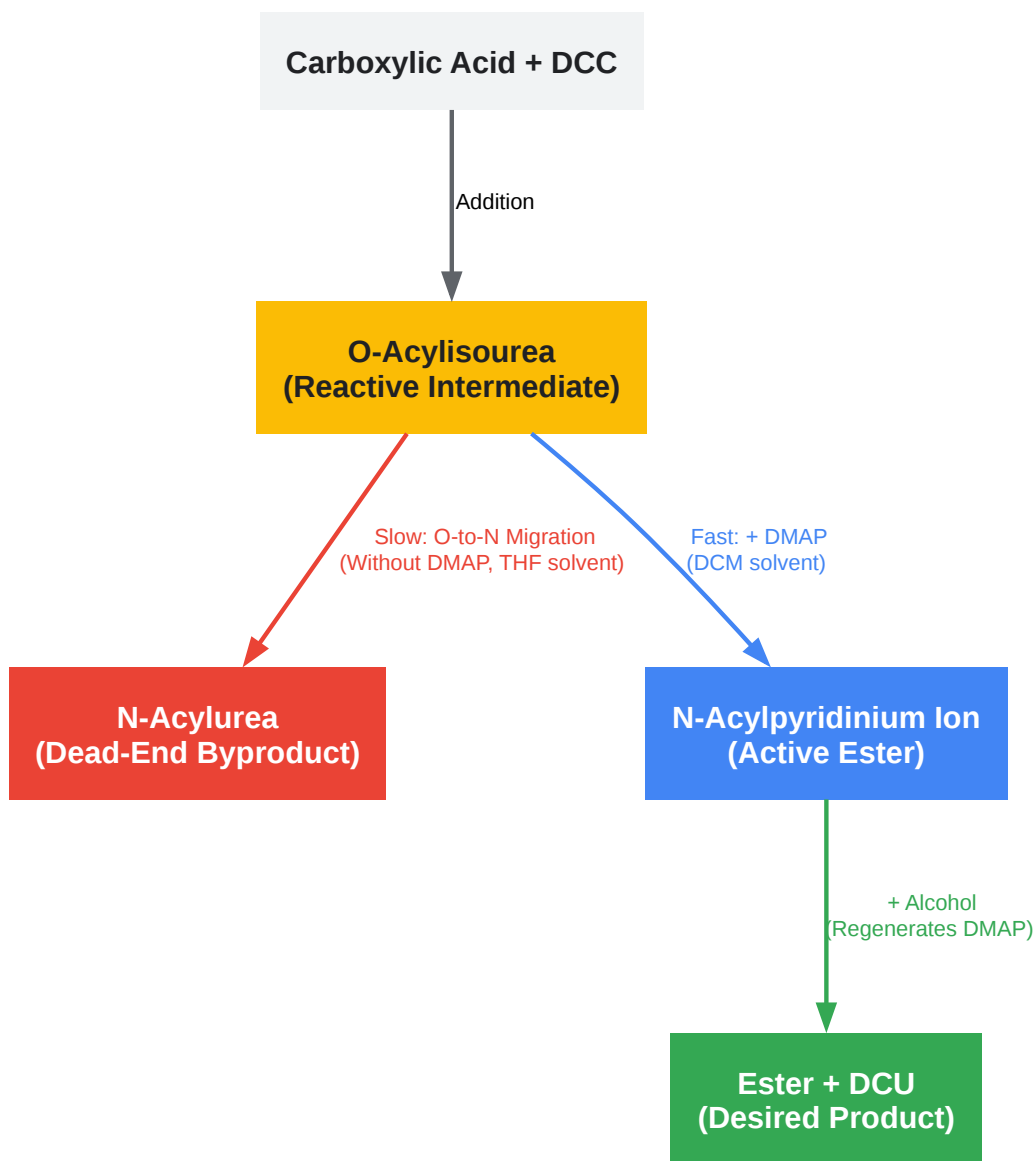 Carboxylic Acid + DCC
Addition
O-Acylisourea
(Reactive Intermediate)
Slow: O-to-N Migration
(Without DMAP, THF solvent)
Fast: + DMAP
(DCM solvent)
N-Acylurea
(Dead-End Byproduct)
N-Acylpyridinium Ion
(Active Ester)
+ Alcohol
(Regenerates DMAP)
Ester + DCU
(Desired Product)